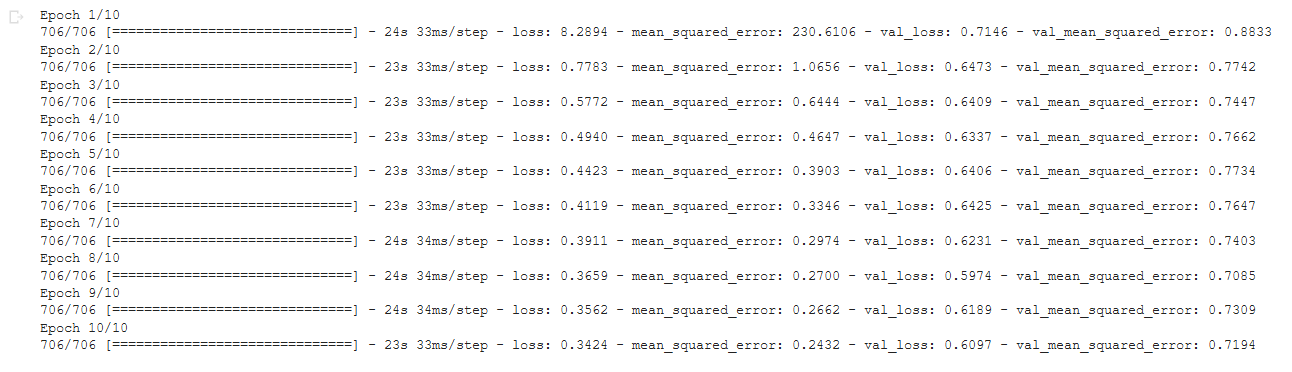 Epoch 1/10
706/706 [==============================] - 24s 33ms/step - loss: 8.2894 - mean_squared_error: 230.6106 - val_loss: 0.7146 - val_mean_squared_error: 0.8833
Epoch 2/10
706/706 [==============================] - 23s 33ms/step - loss: 0.7783 - mean_squared_error: 1.0656 - val_loss: 0.6473 - val_mean_squared_error: 0.7742
Epoch 3/10
706/706 [==============================] - 23s 33ms/step - loss: 0.5772 - mean_squared_error: 0.6444 - val_loss: 0.6409 - val_mean_squared_error: 0.7447
Epoch 4/10
706/706 [==============================] - 23s 33ms/step - loss: 0.4940 - mean_squared_error: 0.4647 - val_loss: 0.6337 - val_mean_squared_error: 0.7662
Epoch 5/10
706/706 [==============================] - 23s 33ms/step - loss: 0.4423 - mean_squared_error: 0.3903 - val_loss: 0.6406 - val_mean_squared_error: 0.7734
Epoch 6/10
706/706 [==============================] - 23s 33ms/step - loss: 0.4119 - mean_squared_error: 0.3346 - val_loss: 0.6425 - val_mean_squared_error: 0.7647
Epoch 7/10
706/706 [==============================] - 24s 34ms/step - loss: 0.3911 - mean_squared_error: 0.2974 - val_loss: 0.6231 - val_mean_squared_error: 0.7403
Epoch 8/10
706/706 [==============================] - 24s 34ms/step - loss: 0.3659 - mean_squared_error: 0.2700 - val_loss: 0.5974 - val_mean_squared_error: 0.7085
Epoch 9/10
706/706 [==============================] - 24s 34ms/step - loss: 0.3562 - mean_squared_error: 0.2662 - val_loss: 0.6189 - val_mean_squared_error: 0.7309
Epoch 10/10
706/706 [==============================] - 23s 33ms/step - loss: 0.3424 - mean_squared_error: 0.2432 - val_loss: 0.6097 - val_mean_squared_error: 0.7194